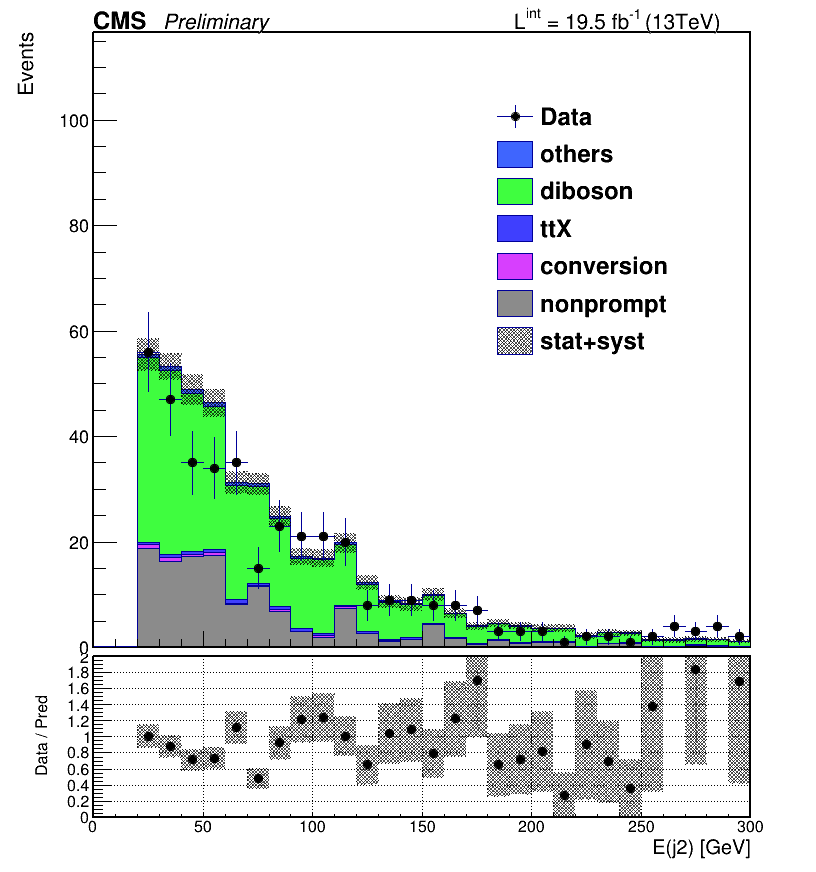 CMS Preliminary L^int = 19.5 fb^-1 (13TeV)
Events
100
80
60
40
20
0
Data
others
diboson
ttX
conversion
nonprompt
stat+syst
Data / Pred
2
1.8
1.6
1.4
1.2
1
0.8
0.6
0.4
0.2
0
0 50 100 150 200 250 300
E(j2) [GeV]